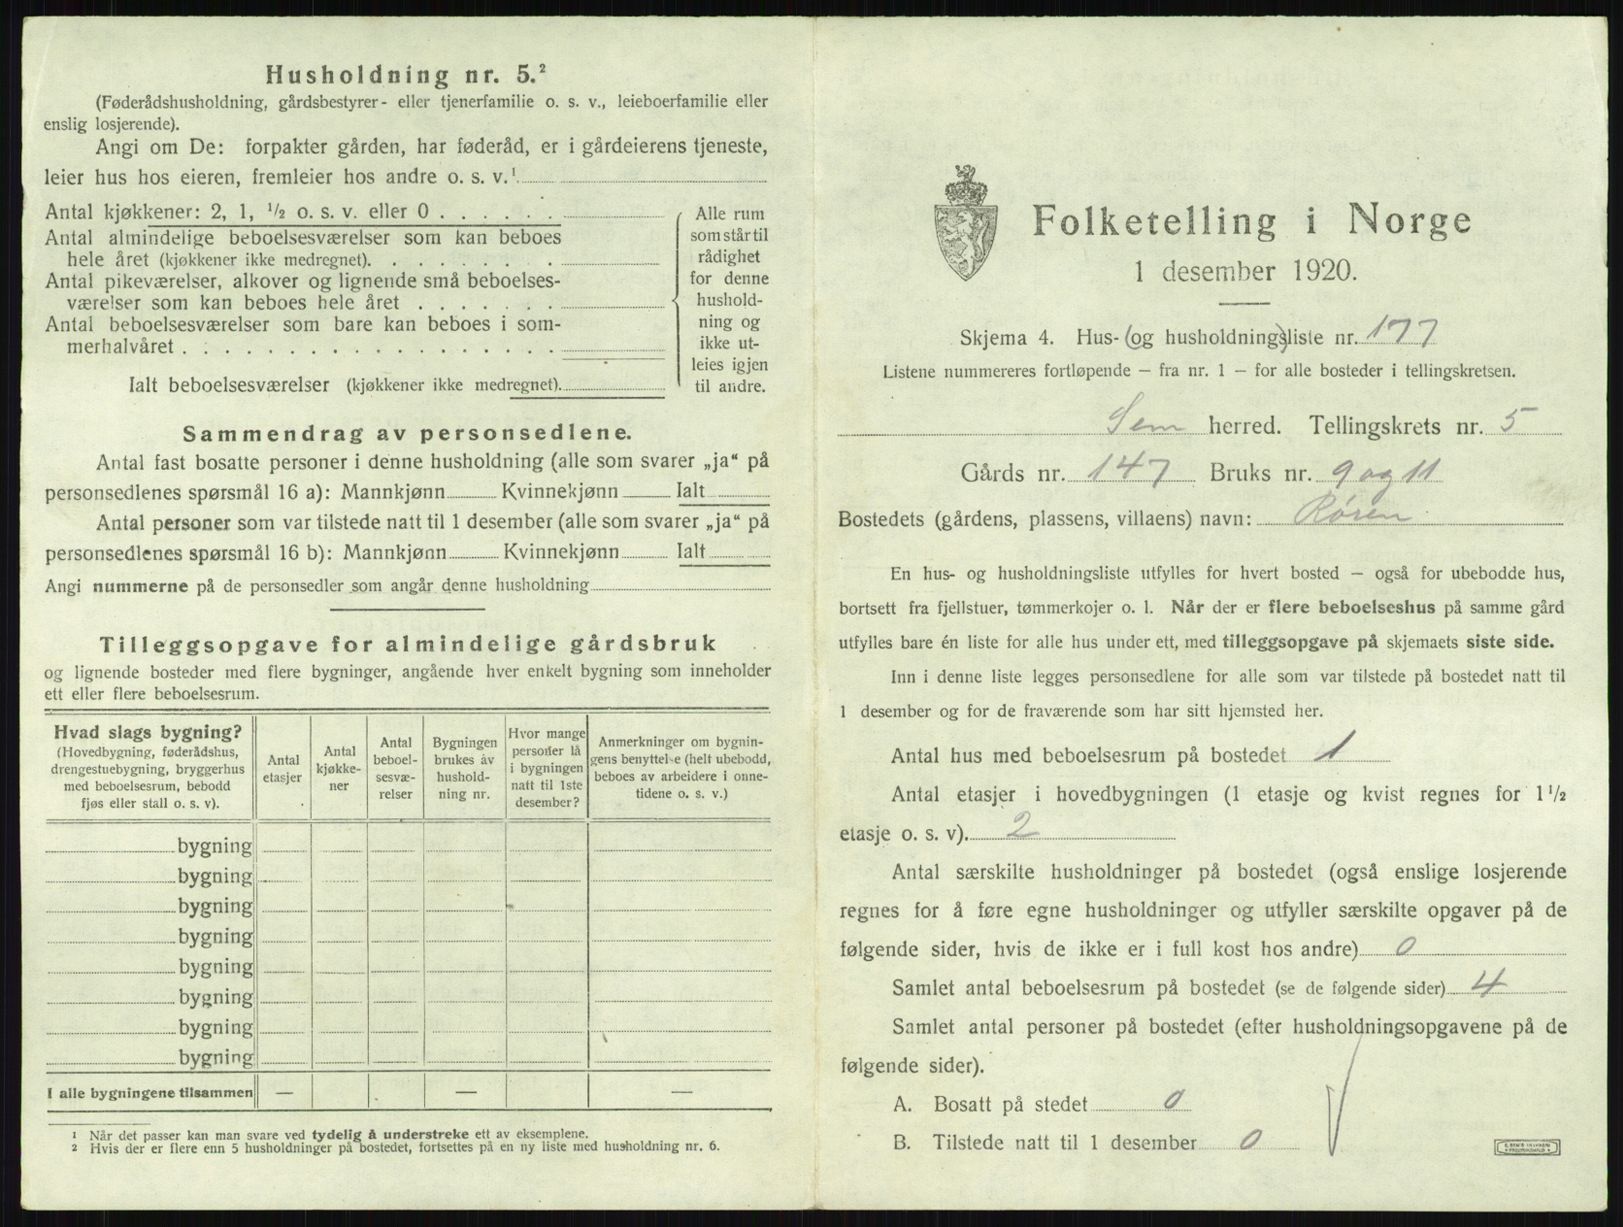 Husholdning nr. 5.²
(Føderådshusholdning, gårdsbestyrer- eller tjenerfamilie o. s. v., leieboerfamilie eller
enslig losjerende).
Angi om De: forpakter gården, har føderåd, er i gårdeierens tjeneste,
leier hus hos eieren, fremleier hos andre o. s. v.¹
Antal kjøkkener: 2, 1, ½ o. s. v. eller 0 . . . . . .
Antal almindelige beboelsesværelser som kan beboes
hele året (kjøkkener ikke medregnet). . . . . . . .
Antal pikeværelser, alkover og lignende små beboelses-
værelser som kan beboes hele året . . . . . . .
Antal beboelsesværelser som bare kan beboes i som-
merhalvåret . . . . . . . . . . . . . . . . . .
Ialt beboelsesværelser (kjøkkener ikke medregnet).
Alle rum
som står til
rådighet
for denne
hushold-
ning og
ikke ut-
leies igjen
til andre.
Sammendrag av personsedlene.
Antal fast bosatte personer i denne husholdning (alle som svarer „ja“ på
personsedlenes spørsmål 16 a): Mannkjønn Kvinnekjønn Ialt
Antal personer som var tilstede natt til 1 desember (alle som svarer „ja“ på
personsedlenes spørsmål 16 b): Mannkjønn Kvinnekjønn Ialt
Angi nummerne på de personsedler som angår denne husholdning
Tilleggsopgave for almindelige gårdsbruk
og lignende bosteder med flere bygninger, angående hver enkelt bygning som inneholder
ett eller flere beboelsesrum.
Hvad slags bygning?
(Hovedbygning, føderådshus,
drengestuebygning, bryggerhus
med beboelsesrum, bebodd
fjøs eller stall o. s. v).
Antal
etasjer
Antal
kjøkke-
ner
Antal
beboel-
sesvæ-
relser
Bygningen
brukes av
hushold-
ning nr.
Hvor mange
personer lå
i bygningen
natt til 1ste
desember?
Anmerkninger om bygnin-
gens benyttelse (helt ubebodd,
beboes av arbeidere i onne-
tidene o. s. v.)
bygning
bygning
bygning
bygning
bygning
bygning
bygning
bygning
I alle bygningene tilsammen — — —
¹ Når det passer kan man svare ved tydelig å understreke ett av eksemplene.
² Hvis der er flere enn 5 husholdninger på bostedet, fortsettes på en ny liste med husholdning nr. 6.
Folketelling i Norge
1 desember 1920.
Skjema 4. Hus- (og husholdnings)liste nr. 177
Listene nummereres fortløpende — fra nr. 1 — for alle bosteder i tellingskretsen.
Sem herred. Tellingskrets nr. 5
Gårds nr. 147 Bruks nr. 9 og 11
Bostedets (gårdens, plassens, villaens) navn: Røren
En hus- og husholdningsliste utfylles for hvert bosted — også for ubebodde hus,
bortsett fra fjellstuer, tømmerkojer o. l. Når der er flere beboelseshus på samme gård
utfylles bare én liste for alle hus under ett, med tilleggsopgave på skjemaets siste side.
Inn i denne liste legges personsedlene for alle som var tilstede på bostedet natt til
1 desember og for de fraværende som har sitt hjemsted her.
Antal hus med beboelsesrum på bostedet 1
Antal etasjer i hovedbygningen (1 etasje og kvist regnes for 1½
etasje o. s. v). 2
Antal særskilte husholdninger på bostedet (også enslige losjerende
regnes for å føre egne husholdninger og utfyller særskilte opgaver på de
følgende sider, hvis de ikke er i full kost hos andre) 0
Samlet antal beboelsesrum på bostedet (se de følgende sider) 4
Samlet antal personer på bostedet (efter husholdningsopgavene på de
følgende sider).
A. Bosatt på stedet 0
B. Tilstede natt til 1 desember 0